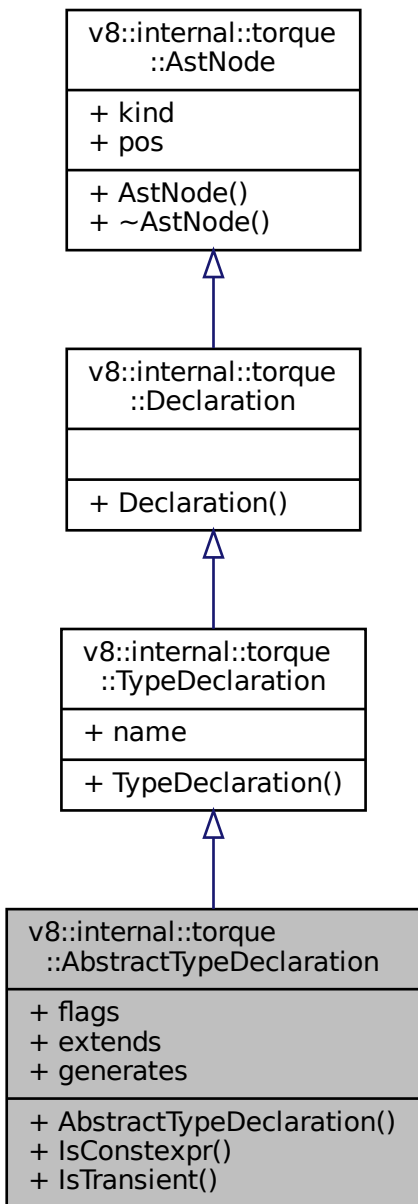 v8::internal::torque
::AstNode
+ kind
+ pos
+ AstNode()
+ ~AstNode()
v8::internal::torque
::Declaration
+ Declaration()
v8::internal::torque
::TypeDeclaration
+ name
+ TypeDeclaration()
v8::internal::torque
::AbstractTypeDeclaration
+ flags
+ extends
+ generates
+ AbstractTypeDeclaration()
+ IsConstexpr()
+ IsTransient()